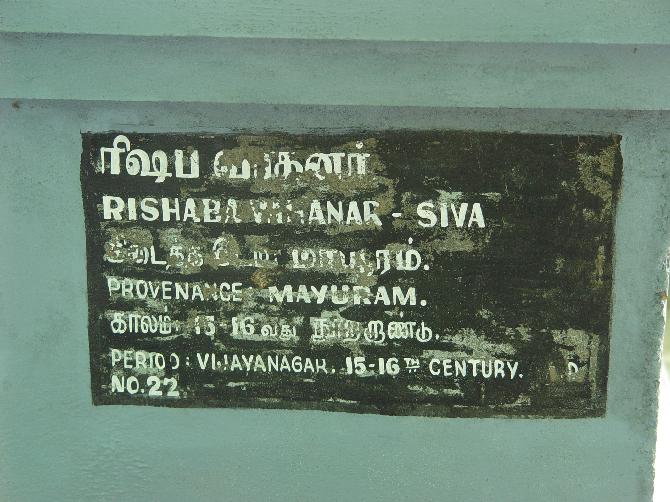 ரிஷப வாகனர்
RISHABA VAHANAR - SIVA
கிடைத்த இடம் மாயூரம்.
PROVENANCE MAYURAM.
காலம்: 15-16 வது நூற்றாண்டு.
PERIOD: VIJAYANAGAR. 15-16TH CENTURY. D
NO.22